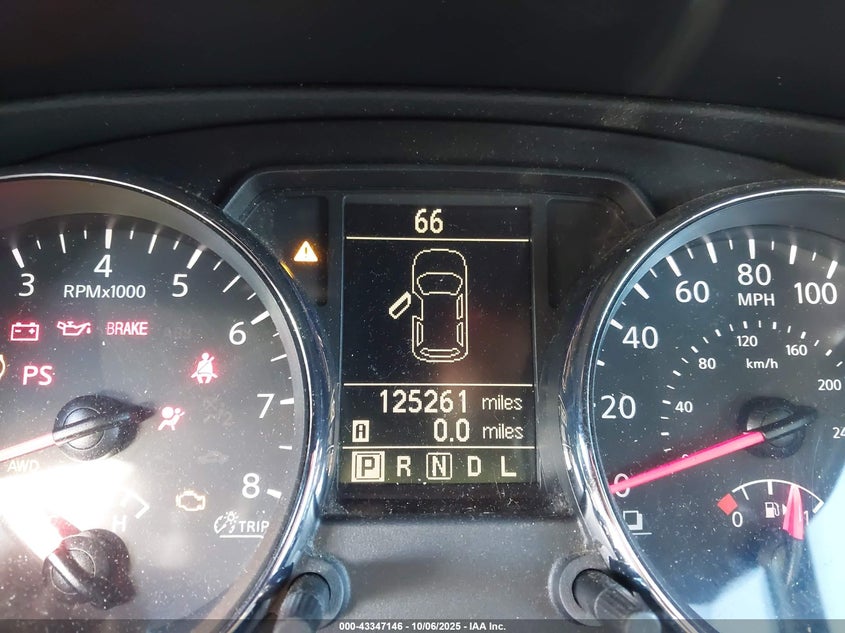 66
3 4 5 6 7 8
RPMx1000
BRAKE
PS
AWD
H
TRIP
125261 miles
A 0.0 miles
P R N D L
0 20 40 60 80 100
MPH
40 80 120 160 200
km/h
0 1
000-43347146 - 10/06/2025 - IAA Inc.